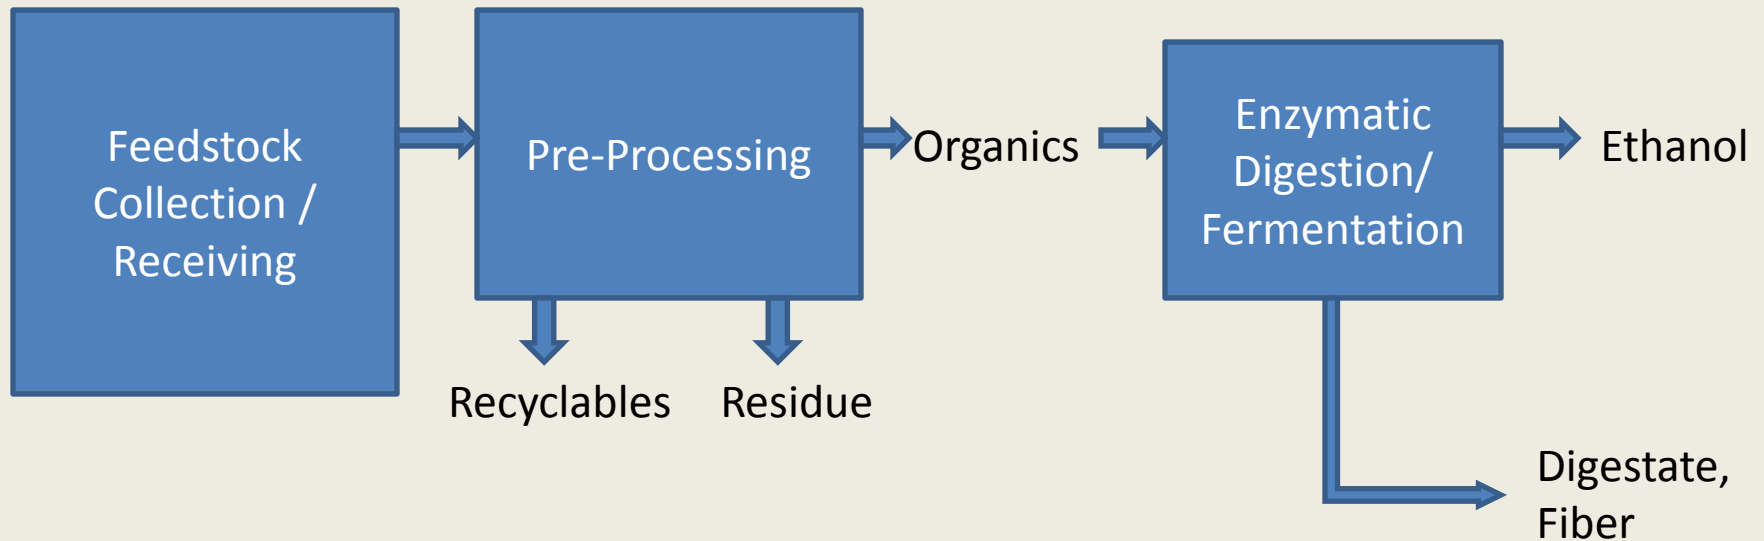 Feedstock
Collection /
Receiving
Pre-Processing
Organics
Enzymatic
Digestion/
Fermentation
Ethanol
Recyclables
Residue
Digestate,
Fiber